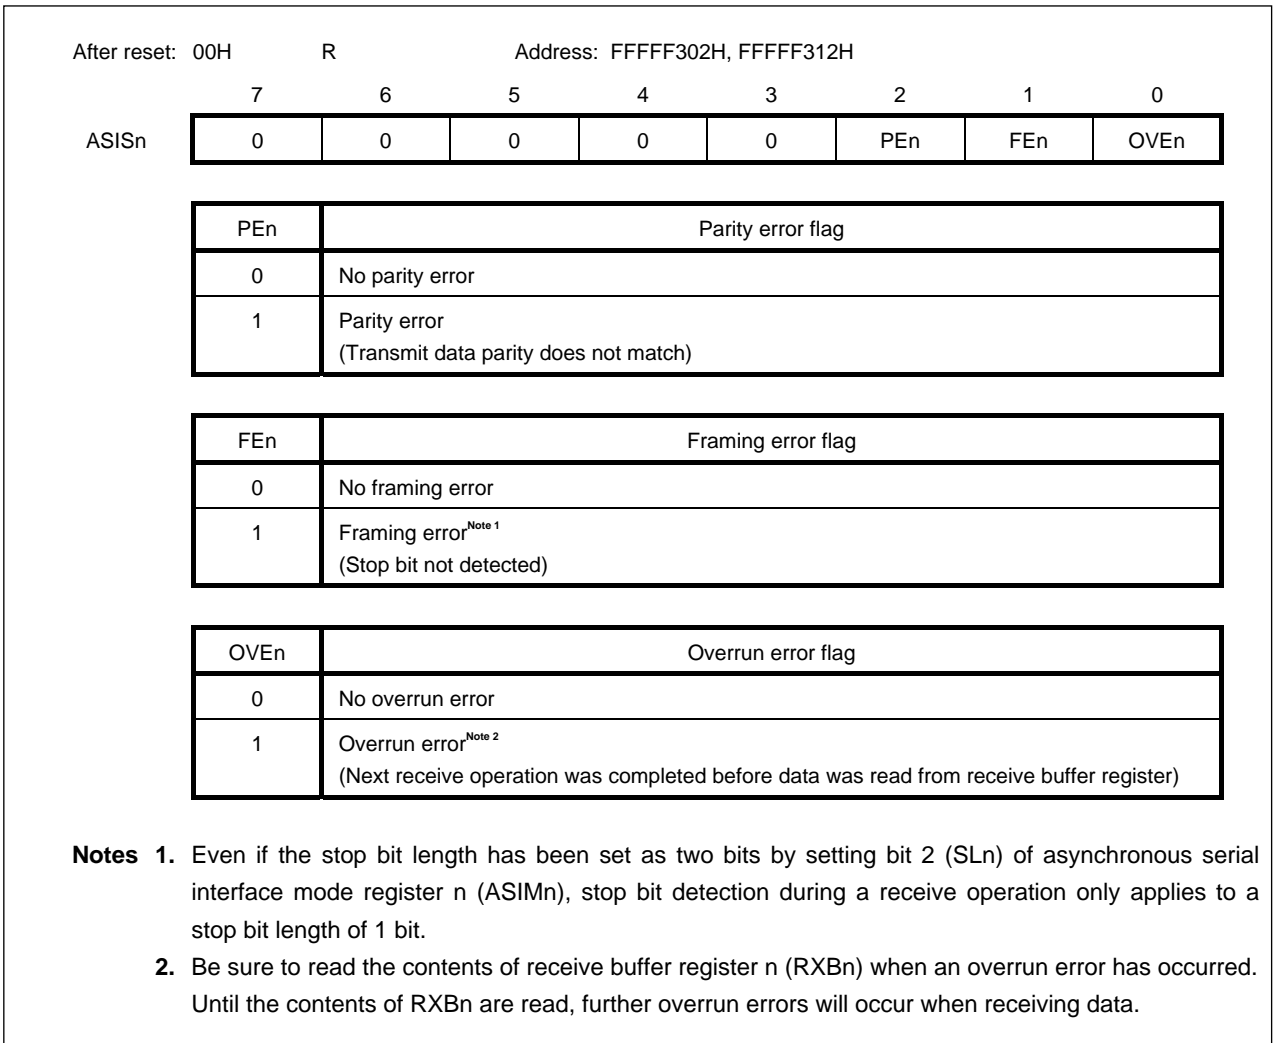 After reset: 00H R Address: FFFFF302H, FFFFF312H
7 6 5 4 3 2 1 0
ASISn 0 0 0 0 0 PEn FEn OVEn
PEn Parity error flag
0 No parity error
1 Parity error
(Transmit data parity does not match)
FEn Framing error flag
0 No framing error
1 Framing errorNote 1
(Stop bit not detected)
OVEn Overrun error flag
0 No overrun error
1 Overrun errorNote 2
(Next receive operation was completed before data was read from receive buffer register)
Notes 1. Even if the stop bit length has been set as two bits by setting bit 2 (SLn) of asynchronous serial
interface mode register n (ASIMn), stop bit detection during a receive operation only applies to a
stop bit length of 1 bit.
2. Be sure to read the contents of receive buffer register n (RXBn) when an overrun error has occurred.
Until the contents of RXBn are read, further overrun errors will occur when receiving data.